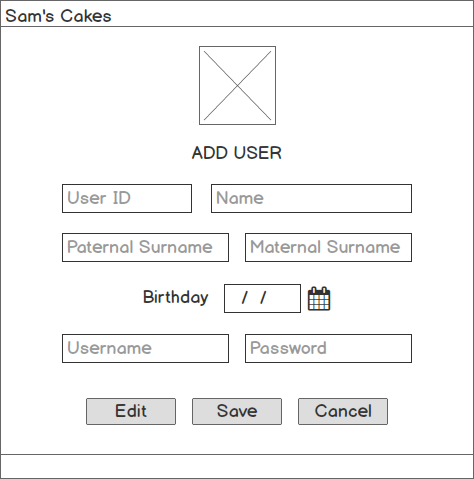 Sam's Cakes
ADD USER
User ID Name
Paternal Surname Maternal Surname
Birthday / /
Username Password
Edit Save Cancel